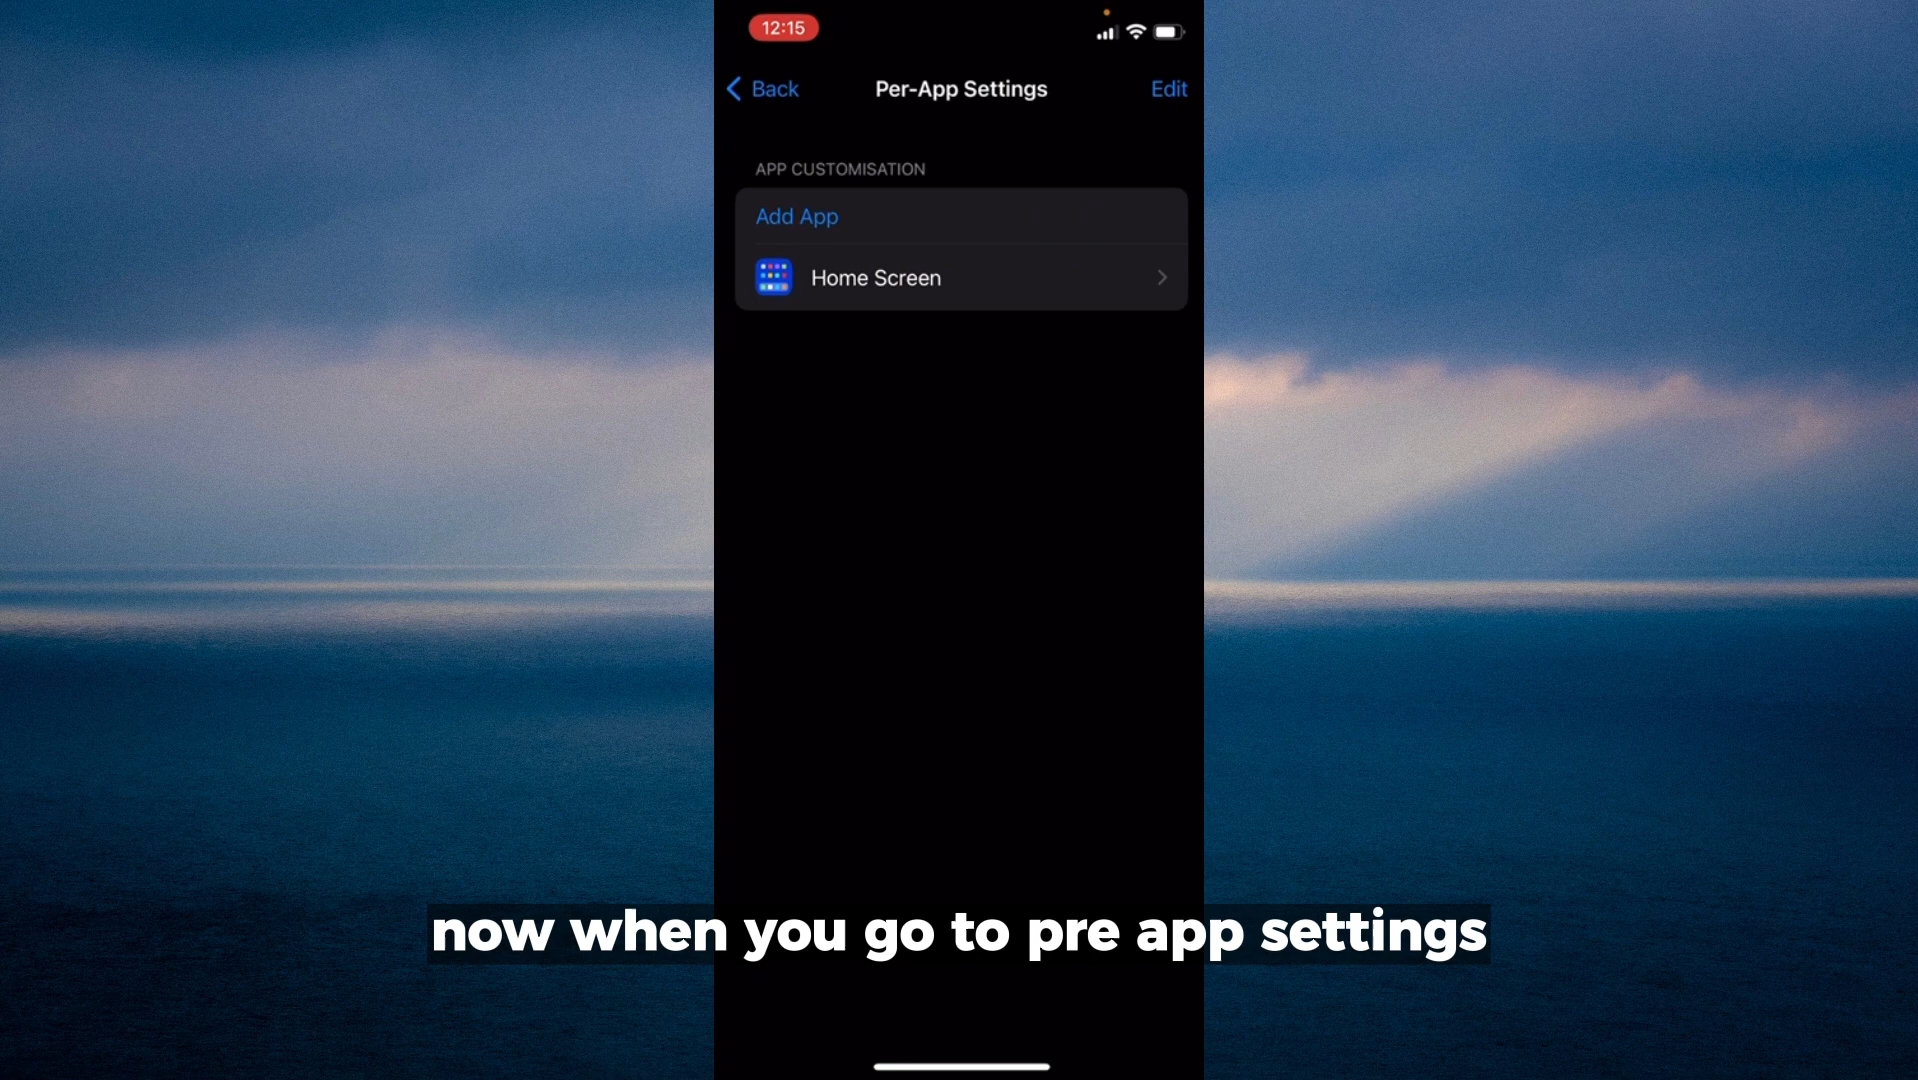 12:15
Back
Per-App Settings
Edit
APP CUSTOMISATION
Add App
Home Screen
now when you go to pre app settings